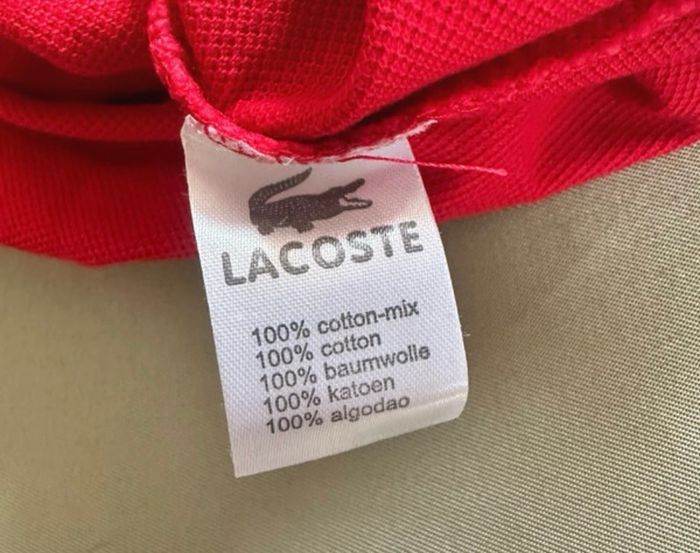 LACOSTE
100% cotton-mix
100% cotton
100% baumwolle
100% katoen
100% algodao